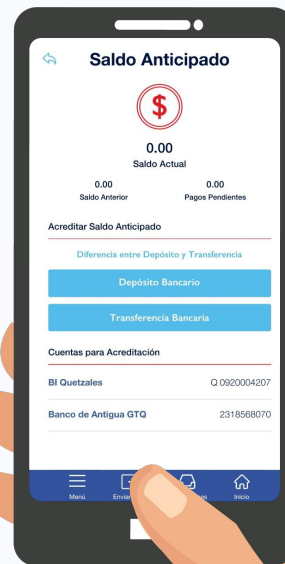 Saldo Anticipado
$
0.00
Saldo Actual
0.00 0.00
Saldo Anterior Pagos Pendientes
Acreditar Saldo Anticipado
Diferencia entre Depósito y Transferencia
Depósito Bancario
Transferencia Bancaria
Cuentas para Acreditación
BI Quetzales Q 0920004207
Banco de Antigua GTQ 2318568070
Menú Inicio